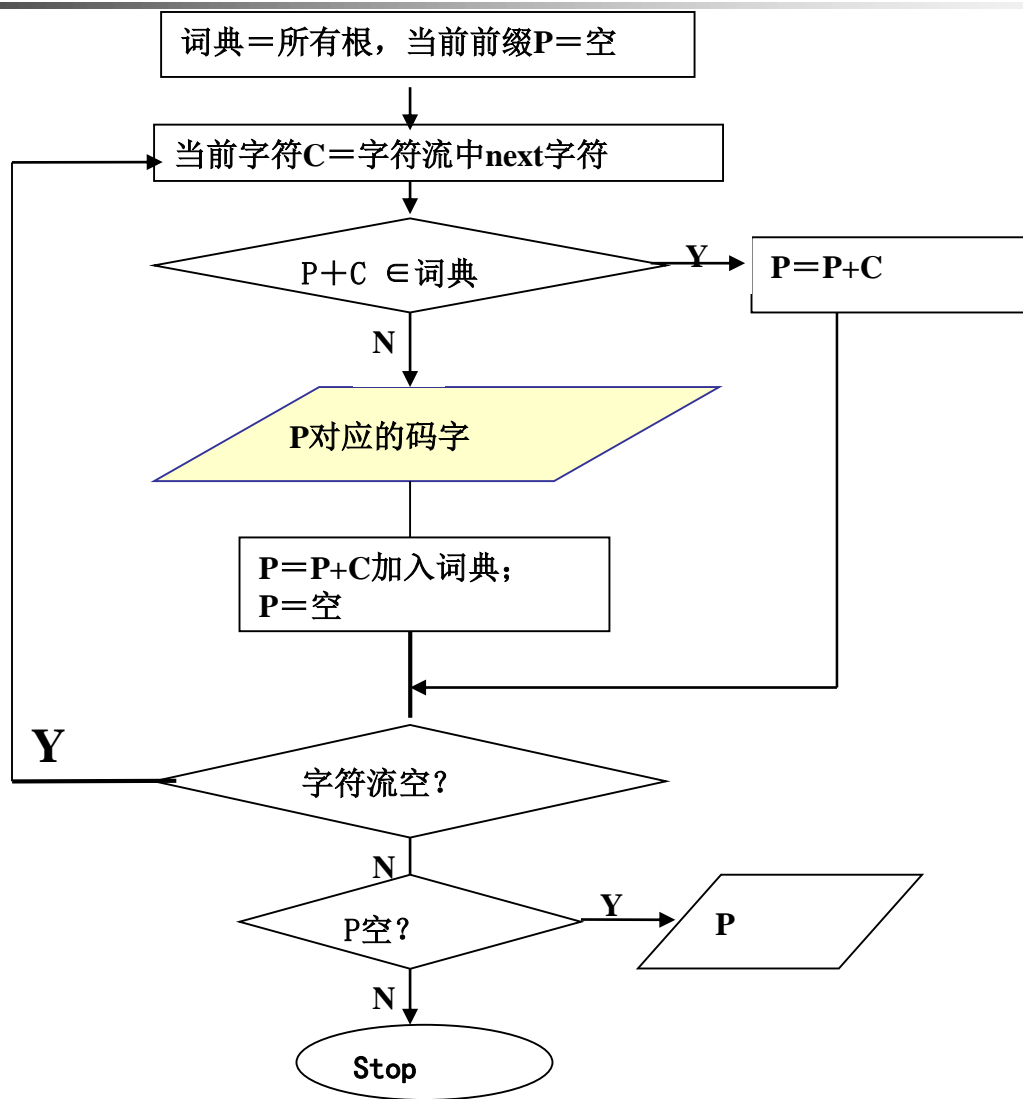 词典＝所有根，当前前缀P＝空
当前字符C＝字符流中next字符
P＋C ∈词典
Y
P＝P+C
N
P对应的码字
P＝P+C加入词典；
P＝空
Y
字符流空？
N
P空？
Y
P
N
Stop